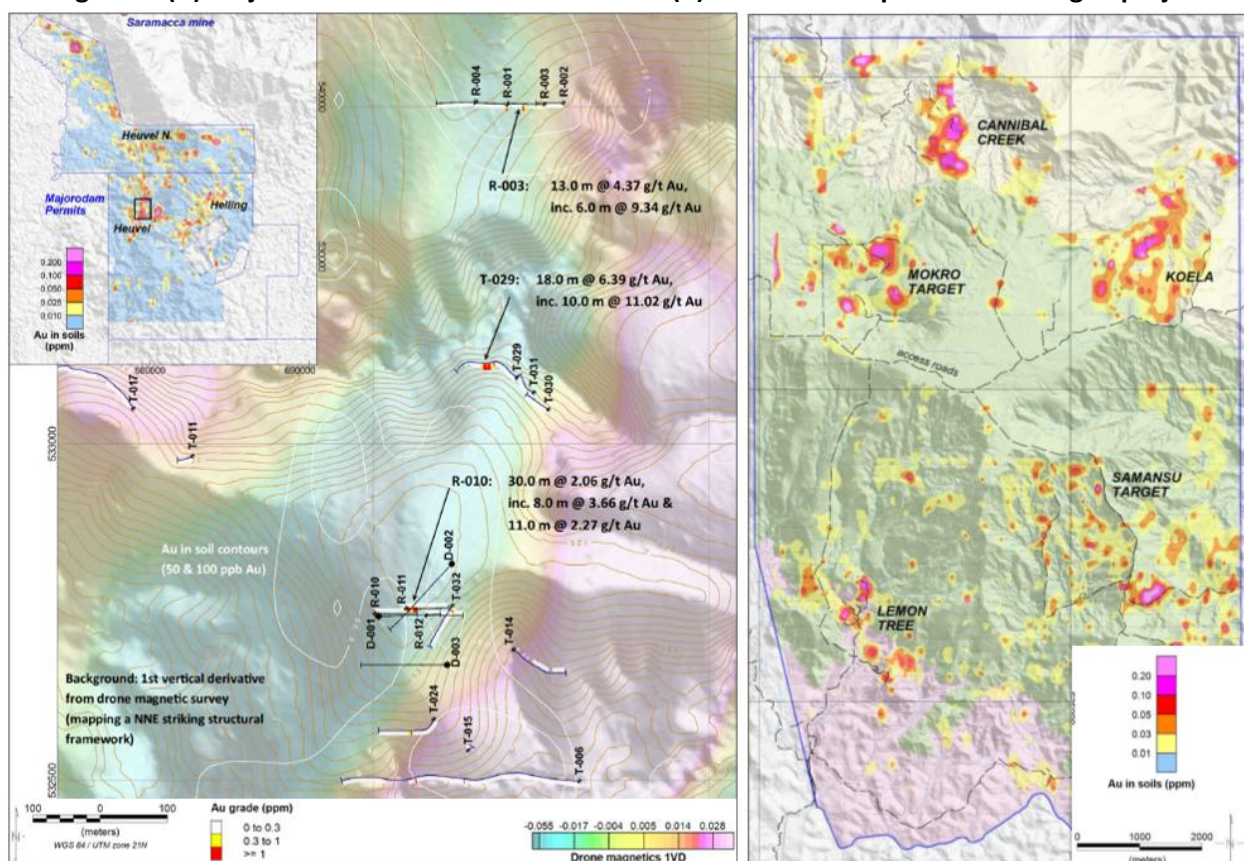 Saramacca mine
Heuvel N.
Majorodam
Permits
Helling
Heuvel
0.200
0.100
0.050
0.025
0.010
Au in soils
(ppm)
690000
R-004
R-001
R-003
R-002
R-003: 13.0 m @ 4.37 g/t Au,
inc. 6.0 m @ 9.34 g/t Au
T-029: 18.0 m @ 6.39 g/t Au,
inc. 10.0 m @ 11.02 g/t Au
T-029
T-031
T-030
T-017
T-011
533000
R-010: 30.0 m @ 2.06 g/t Au,
inc. 8.0 m @ 3.66 g/t Au &
11.0 m @ 2.27 g/t Au
Au in soil contours
(50 & 100 ppb Au)
D-002
R-010
R-011
T-032
D-001
R-012
D-003
T-014
Background: 1st vertical derivative
from drone magnetic survey
(mapping a NNE striking structural
framework)
T-024
T-015
T-006
532500
100 0 100
(meters)
WGS 84 / UTM zone 21N
Au grade (ppm)
0 to 0.3
0.3 to 1
>= 1
-0.055 -0.017 -0.004 0.005 0.014 0.028
Drone magnetics 1VD
CANNIBAL
CREEK
MOKRO
TARGET
KOELA
access roads
SAMANSU
TARGET
LEMON
TREE
0.20
0.10
0.05
0.03
0.01
Au in soils (ppm)
0 1000 2000
(meters)